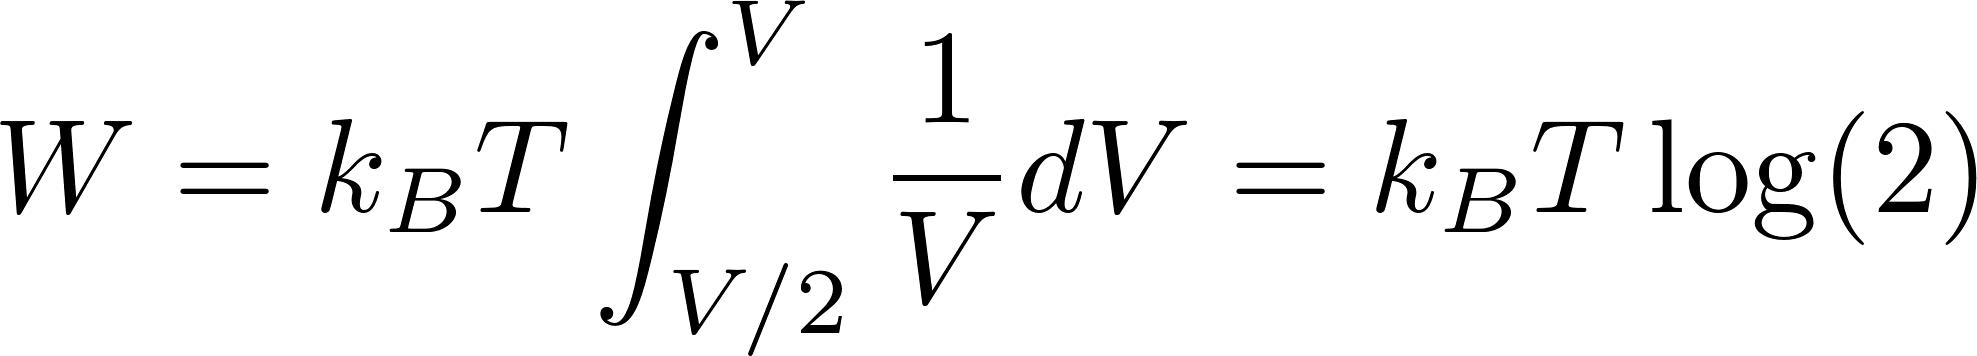 W = k_B T \int_{V/2}^{V} \frac{1}{V} dV = k_B T \log(2)